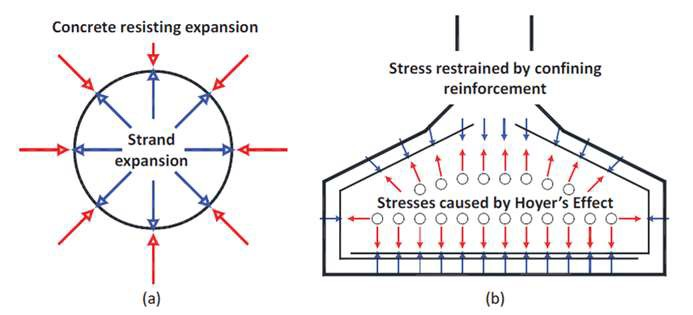 Concrete resisting expansion
Strand
expansion
(a)
Stress restrained by confining
reinforcement
Stresses caused by Hoyer's Effect
(b)